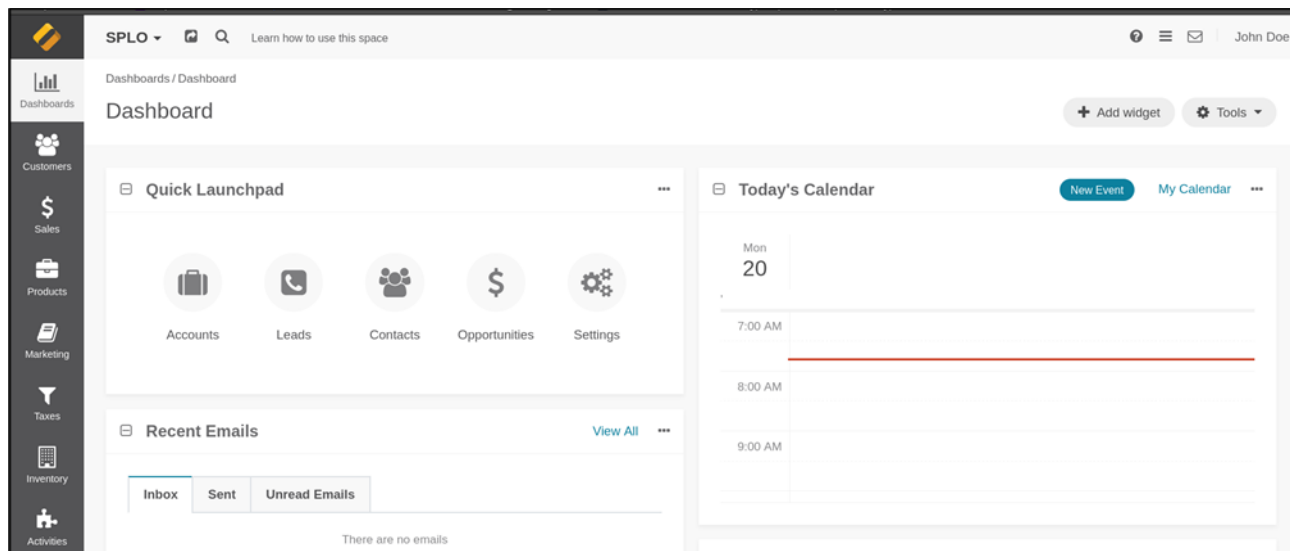 SPLO
Learn how to use this space
John Doe
Dashboards
Customers
Sales
Products
Marketing
Taxes
Inventory
Activities
Dashboards / Dashboard
Dashboard
Add widget
Tools
Quick Launchpad
Accounts
Leads
Contacts
Opportunities
Settings
Recent Emails
View All
Inbox
Sent
Unread Emails
There are no emails
Today's Calendar
New Event
My Calendar
Mon
20
7:00 AM
8:00 AM
9:00 AM